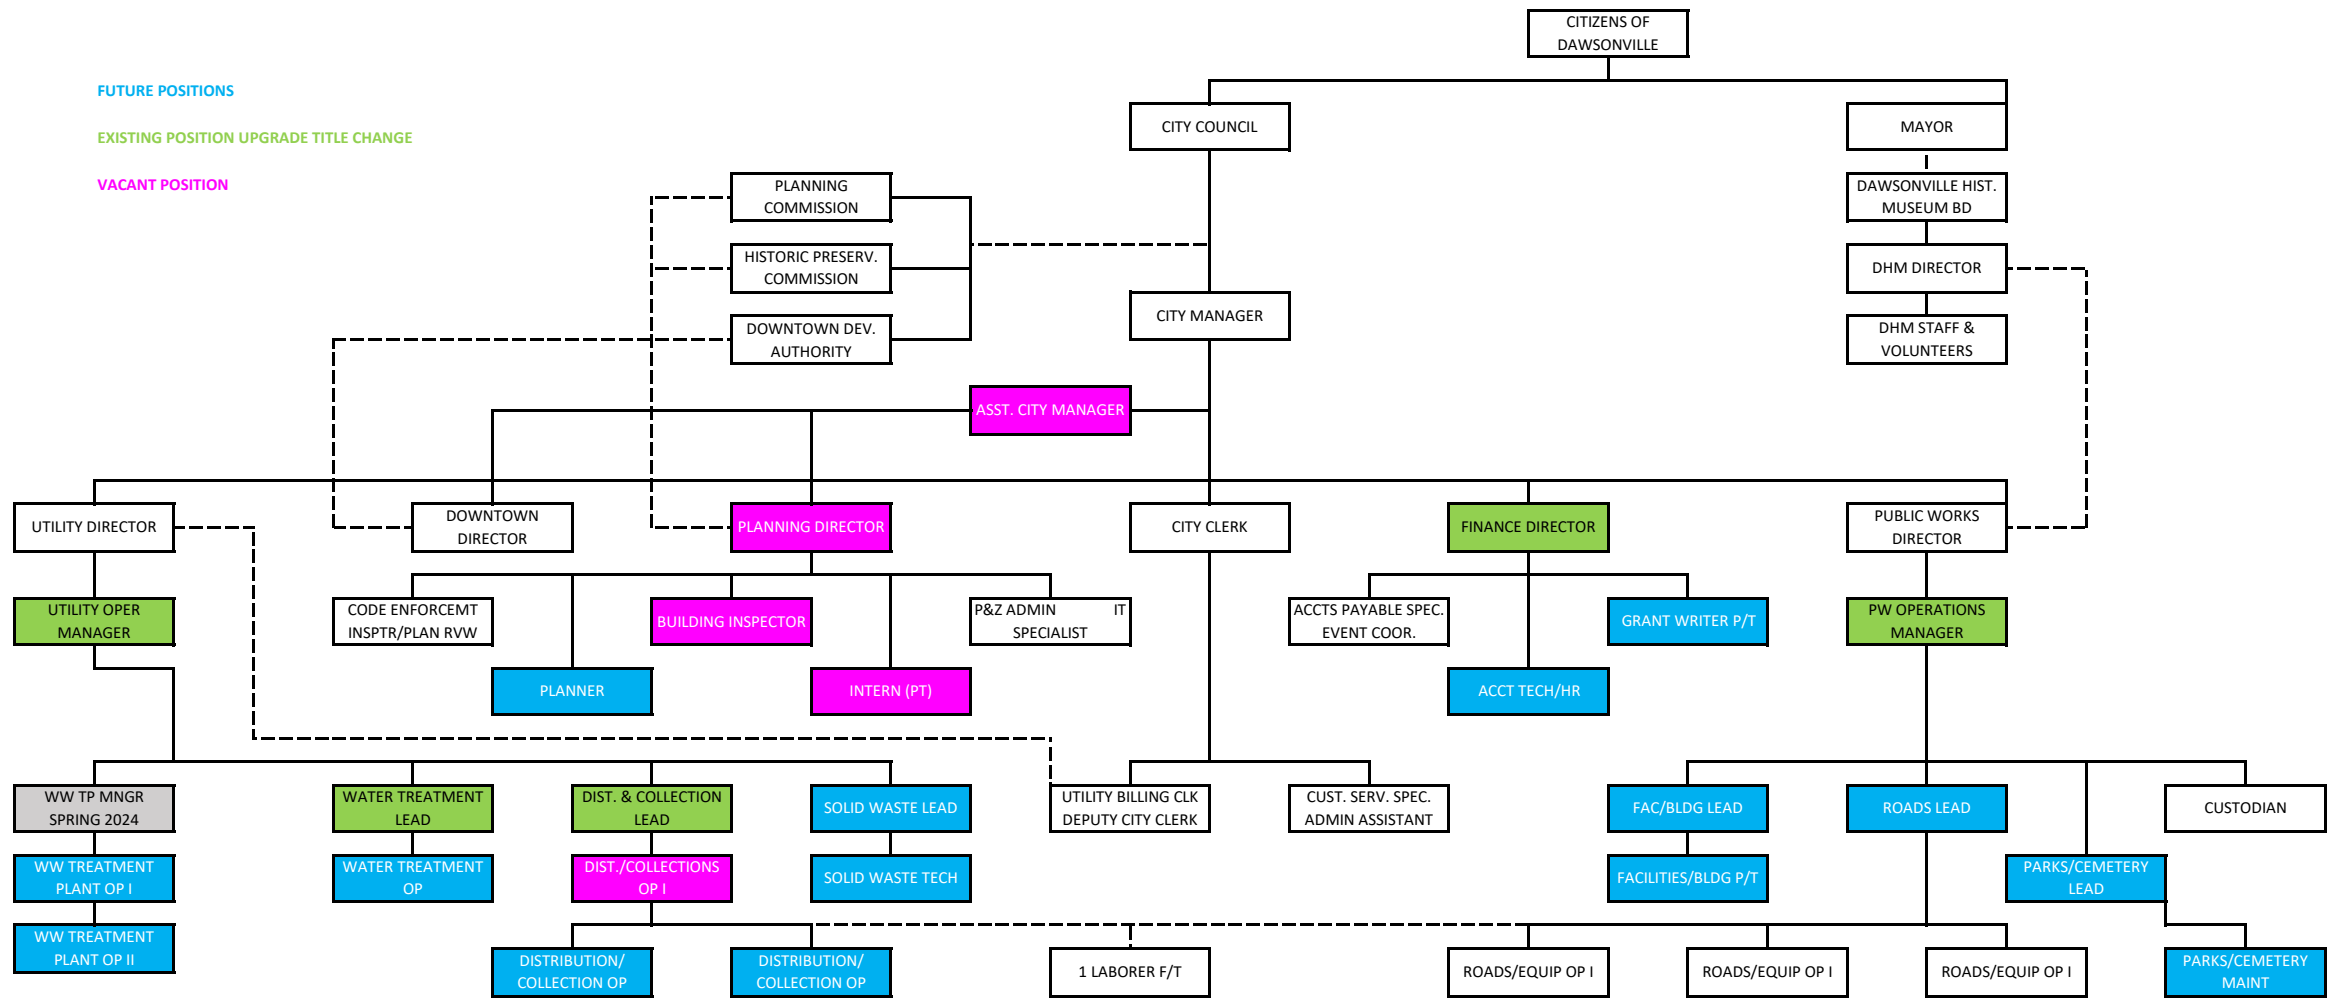 CITIZENS OF
DAWSONVILLE
FUTURE POSITIONS
EXISTING POSITION UPGRADE TITLE CHANGE
VACANT POSITION
CITY COUNCIL
MAYOR
PLANNING
COMMISSION
DAWSONVILLE HIST.
MUSEUM BD
HISTORIC PRESERV.
COMMISSION
DHM DIRECTOR
CITY MANAGER
DOWNTOWN DEV.
AUTHORITY
DHM STAFF &
VOLUNTEERS
ASST. CITY MANAGER
UTILITY DIRECTOR
DOWNTOWN
DIRECTOR
PLANNING DIRECTOR
CITY CLERK
FINANCE DIRECTOR
PUBLIC WORKS
DIRECTOR
UTILITY OPER
MANAGER
CODE ENFORCEMT
INSPTR/PLAN RVW
BUILDING INSPECTOR
P&Z ADMIN IT
SPECIALIST
ACCTS PAYABLE SPEC.
EVENT COOR.
GRANT WRITER P/T
PW OPERATIONS
MANAGER
PLANNER
INTERN (PT)
ACCT TECH/HR
WW TP MNGR
SPRING 2024
WATER TREATMENT
LEAD
DIST. & COLLECTION
LEAD
SOLID WASTE LEAD
UTILITY BILLING CLK
DEPUTY CITY CLERK
CUST. SERV. SPEC.
ADMIN ASSISTANT
FAC/BLDG LEAD
ROADS LEAD
CUSTODIAN
WW TREATMENT
PLANT OP I
WATER TREATMENT
OP
DIST./COLLECTIONS
OP I
SOLID WASTE TECH
FACILITIES/BLDG P/T
PARKS/CEMETERY
LEAD
WW TREATMENT
PLANT OP II
DISTRIBUTION/
COLLECTION OP
DISTRIBUTION/
COLLECTION OP
1 LABORER F/T
ROADS/EQUIP OP I
ROADS/EQUIP OP I
ROADS/EQUIP OP I
PARKS/CEMETERY
MAINT